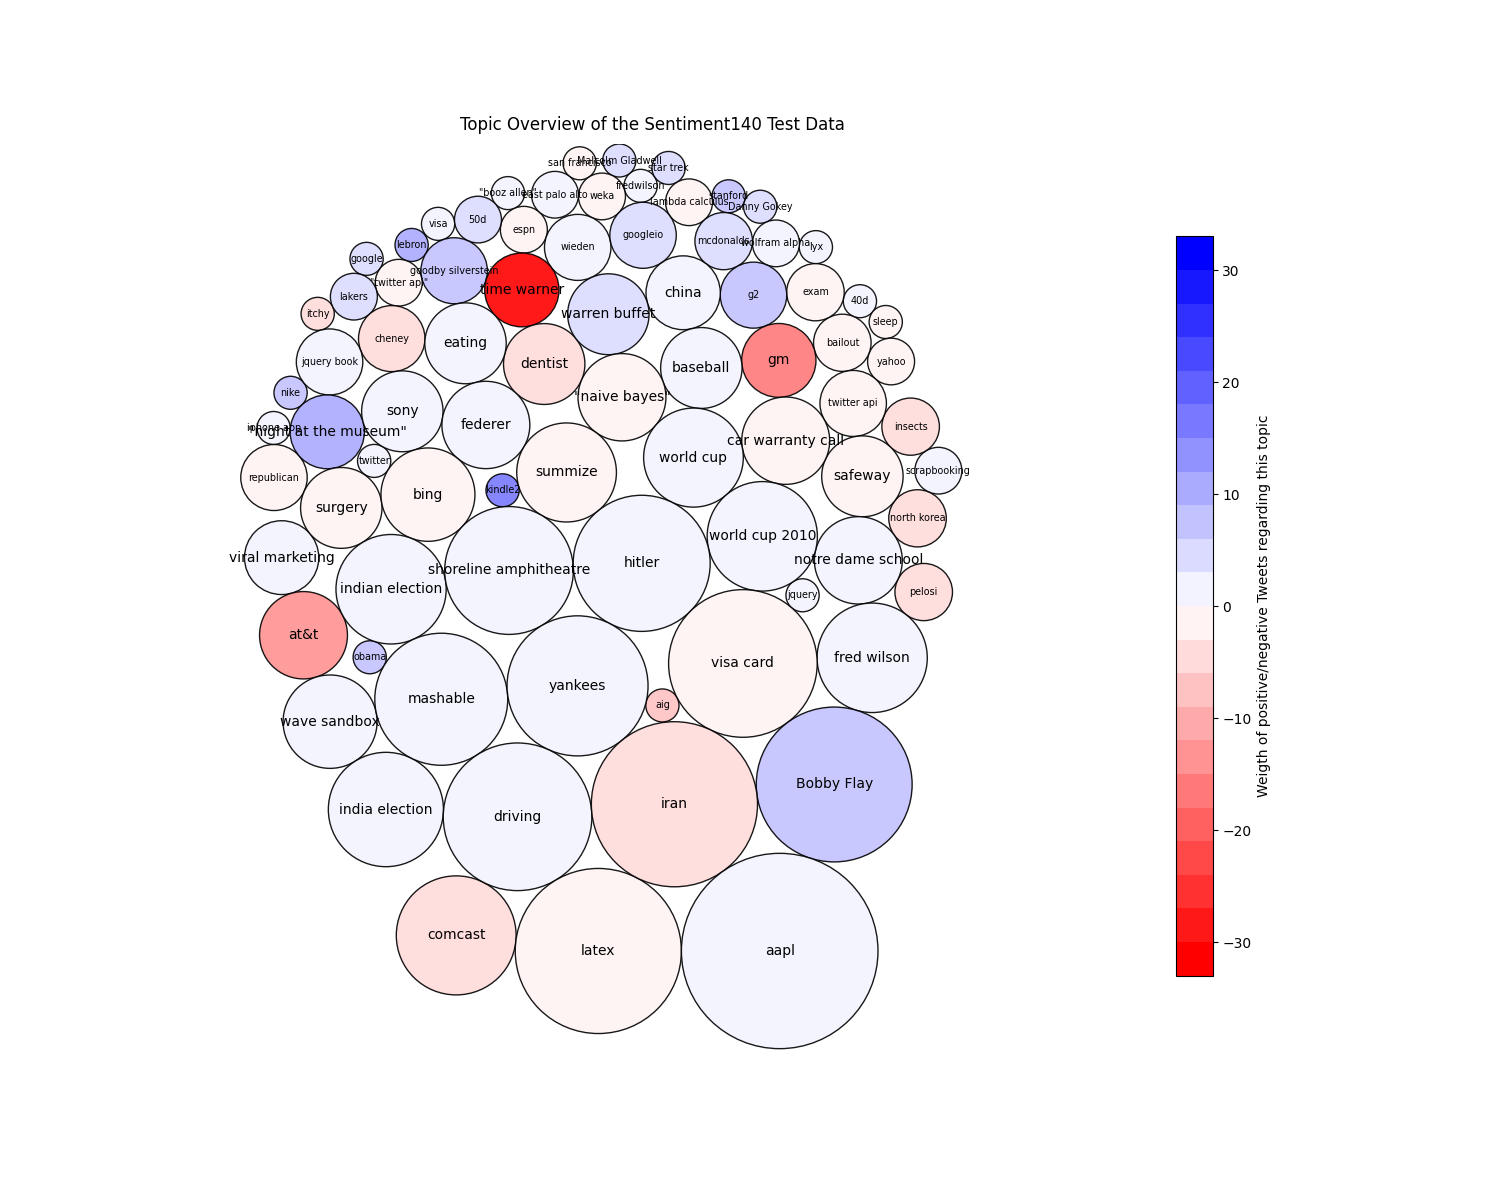 Topic Overview of the Sentiment140 Test Data
san francisco
Malcolm Gladwell
star trek
"booz allen"
east palo alto
weka
fredwilson
lambda calculus
stanford
Danny Gokey
visa
50d
espn
wieden
googleio
mcdonalds
wolfram alpha
lyx
lebron
google
goodby silverstein
"twitter api"
lakers
time warner
warren buffet
china
g2
exam
40d
itchy
sleep
cheney
eating
dentist
baseball
gm
bailout
yahoo
jquery book
nike
sony
federer
"naive bayes"
twitter api
iphone app
"night at the museum"
insects
car warranty call
twitter
world cup
republican
surgery
bing
kindle2
summize
safeway
scrapbooking
north korea
viral marketing
indian election
shoreline amphitheatre
hitler
world cup 2010
notre dame school
jquery
pelosi
at&t
obama
mashable
yankees
visa card
fred wilson
wave sandbox
aig
india election
driving
iran
Bobby Flay
comcast
latex
aapl
30
20
10
0
−10
−20
−30
Weigth of positive/negative Tweets regarding this topic